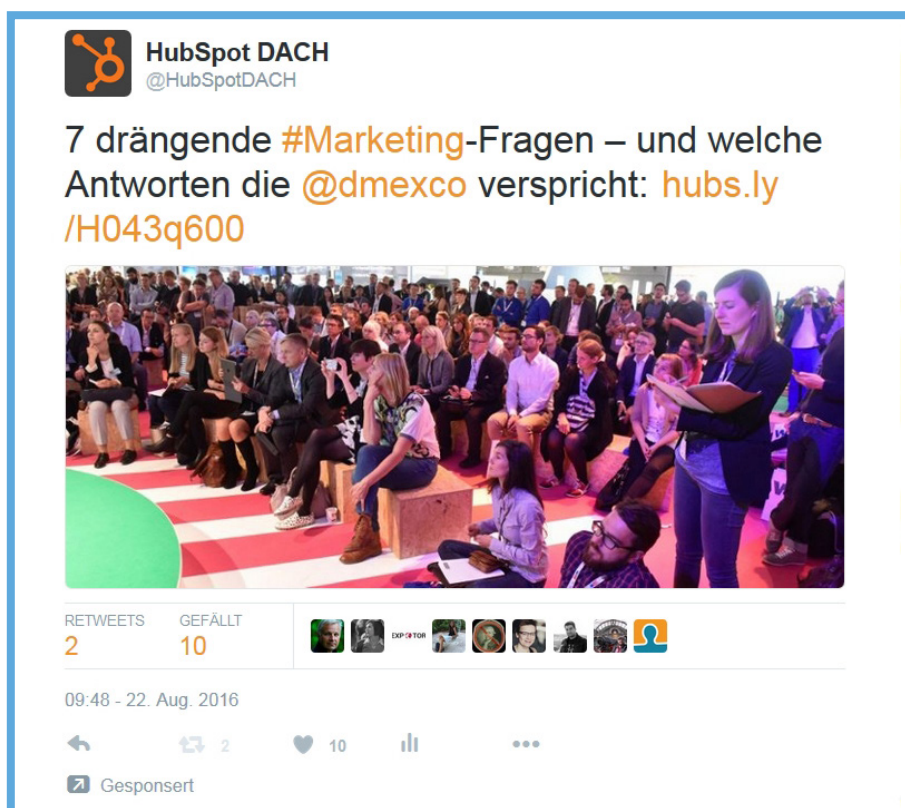 HubSpot DACH
@HubSpotDACH
7 drängende #Marketing-Fragen – und welche
Antworten die @dmexco verspricht: hubs.ly
/H043q600
RETWEETS GEFÄLLT
2 10
09:48 - 22. Aug. 2016
2 10
Gesponsert